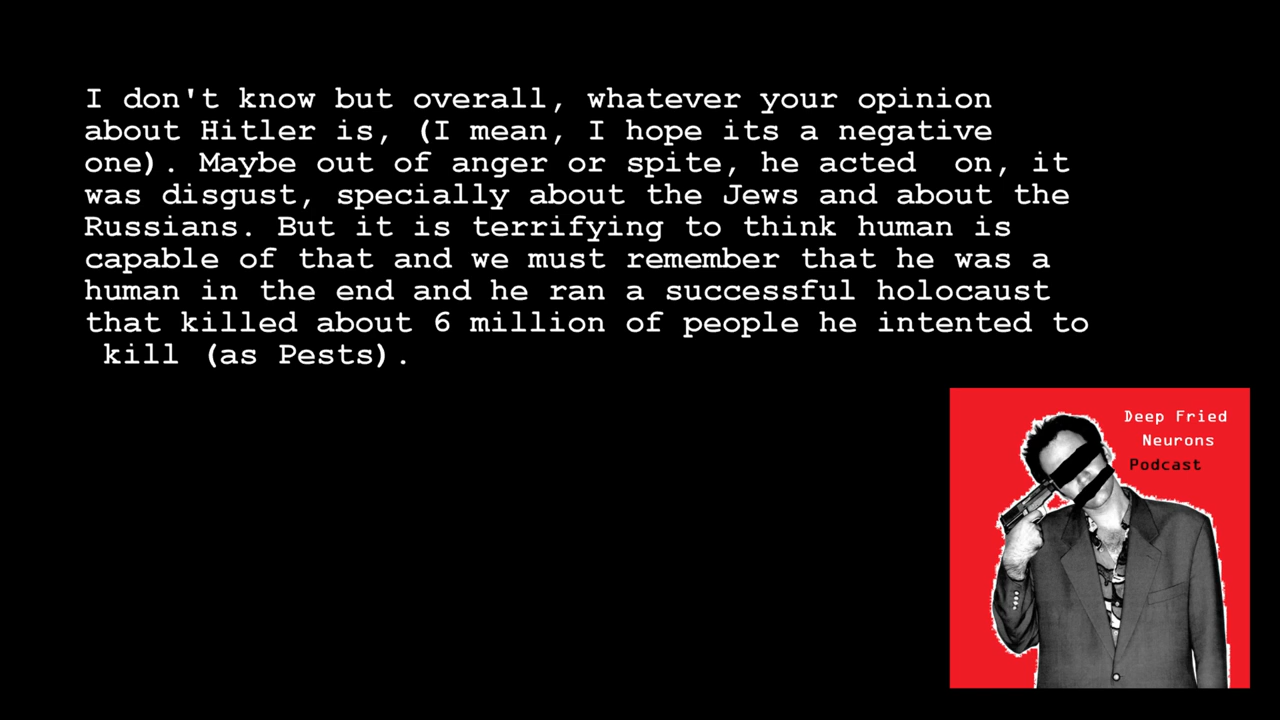 I don't know but overall, whatever your opinion
about Hitler is, (I mean, I hope its a negative
one). Maybe out of anger or spite, he acted  on, it
was disgust, specially about the Jews and about the
Russians. But it is terrifying to think human is
capable of that and we must remember that he was a
human in the end and he ran a successful holocaust
that killed about 6 million of people he intented to
kill (as Pests).
Deep Fried
Neurons
Podcast